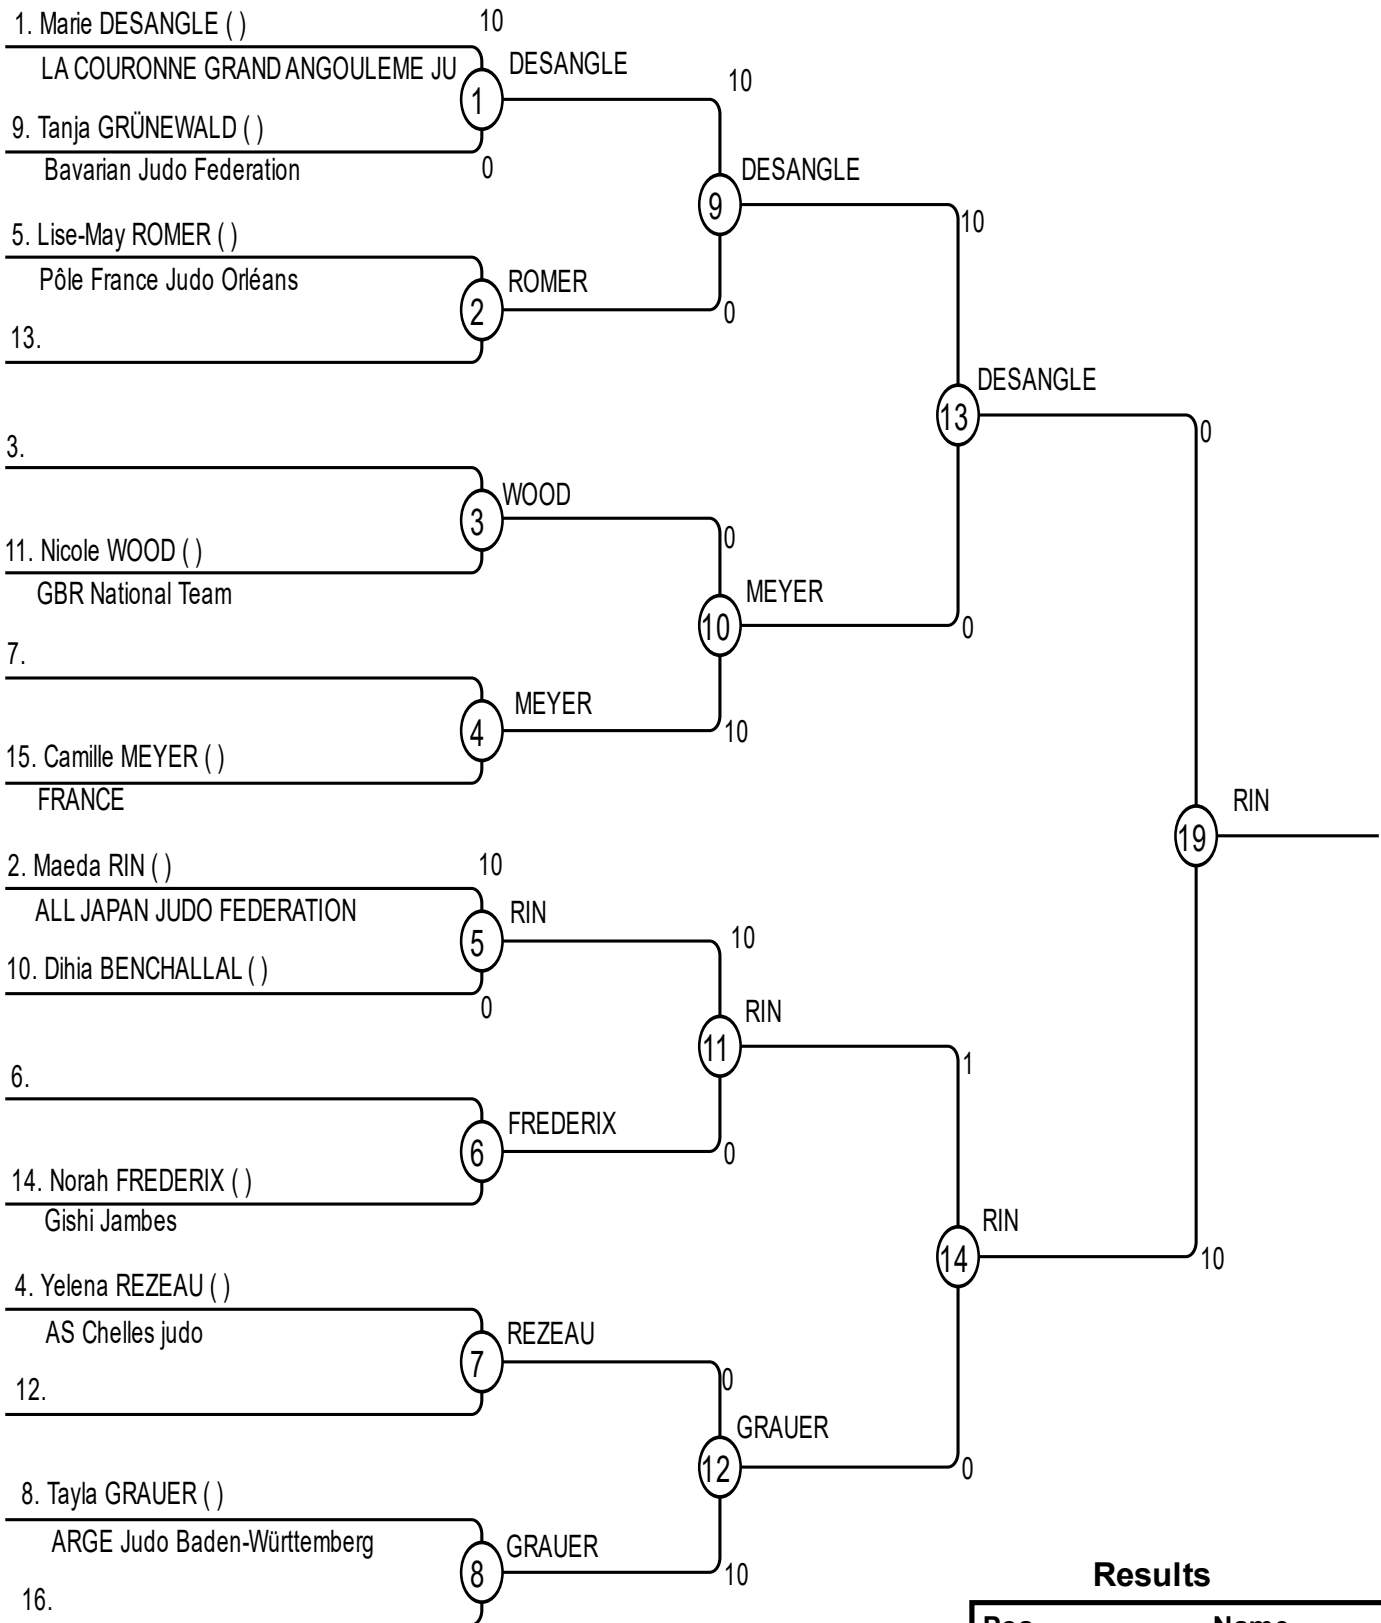 1. Marie DESANGLE ( )
10
LA COURONNE GRAND ANGOULEME JU
DESANGLE
1
10
9. Tanja GRÜNEWALD ( )
Bavarian Judo Federation
0
DESANGLE
9
10
5. Lise-May ROMER ( )
Pôle France Judo Orléans
ROMER
2
0
13.
DESANGLE
13
0
3.
WOOD
3
0
11. Nicole WOOD ( )
GBR National Team
MEYER
10
0
7.
MEYER
4
10
15. Camille MEYER ( )
FRANCE
RIN
19
2. Maeda RIN ( )
10
ALL JAPAN JUDO FEDERATION
RIN
5
10
10. Dihia BENCHALLAL ( )
0
RIN
11
1
6.
FREDERIX
6
0
14. Norah FREDERIX ( )
Gishi Jambes
RIN
14
10
4. Yelena REZEAU ( )
AS Chelles judo
REZEAU
7
0
12.
GRAUER
12
0
8. Tayla GRAUER ( )
ARGE Judo Baden-Württemberg
GRAUER
8
10
16.
Results
Pos
Name